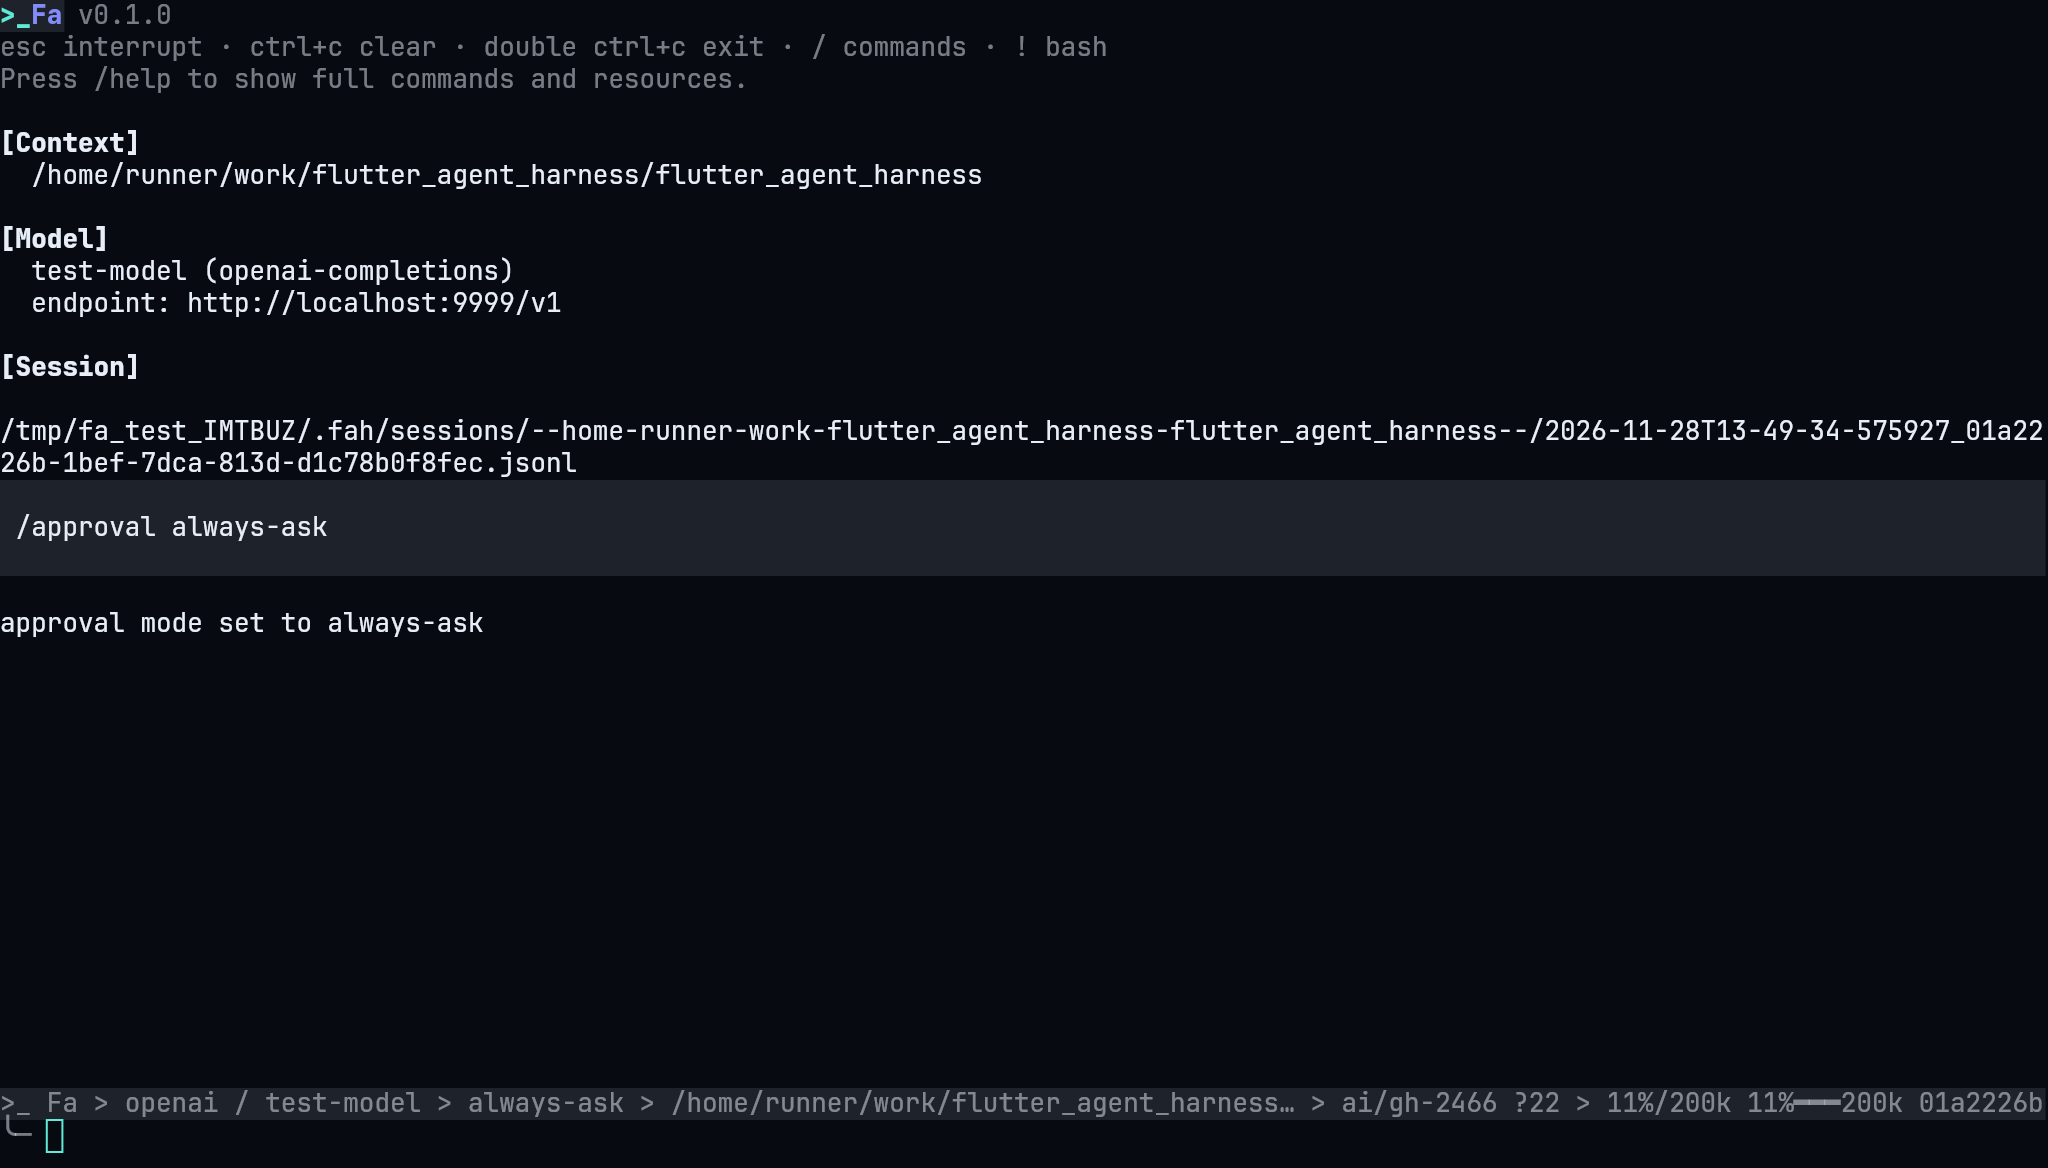 >_Fa v0.1.0
esc interrupt · ctrl+c clear · double ctrl+c exit · / commands · ! bash
Press /help to show full commands and resources.
[Context]
/home/runner/work/flutter_agent_harness/flutter_agent_harness
[Model]
test-model (openai-completions)
endpoint: http://localhost:9999/v1
[Session]
/tmp/fa_test_IMTBUZ/.fah/sessions/--home-runner-work-flutter_agent_harness-flutter_agent_harness--/2026-11-28T13-49-34-575927_01a22
26b-1bef-7dca-813d-d1c78b0f8fec.jsonl
/approval always-ask
approval mode set to always-ask
>_ Fa > openai / test-model > always-ask > /home/runner/work/flutter_agent_harness… > ai/gh-2466 ?22 > 11%/200k 11%━━━200k 01a2226b